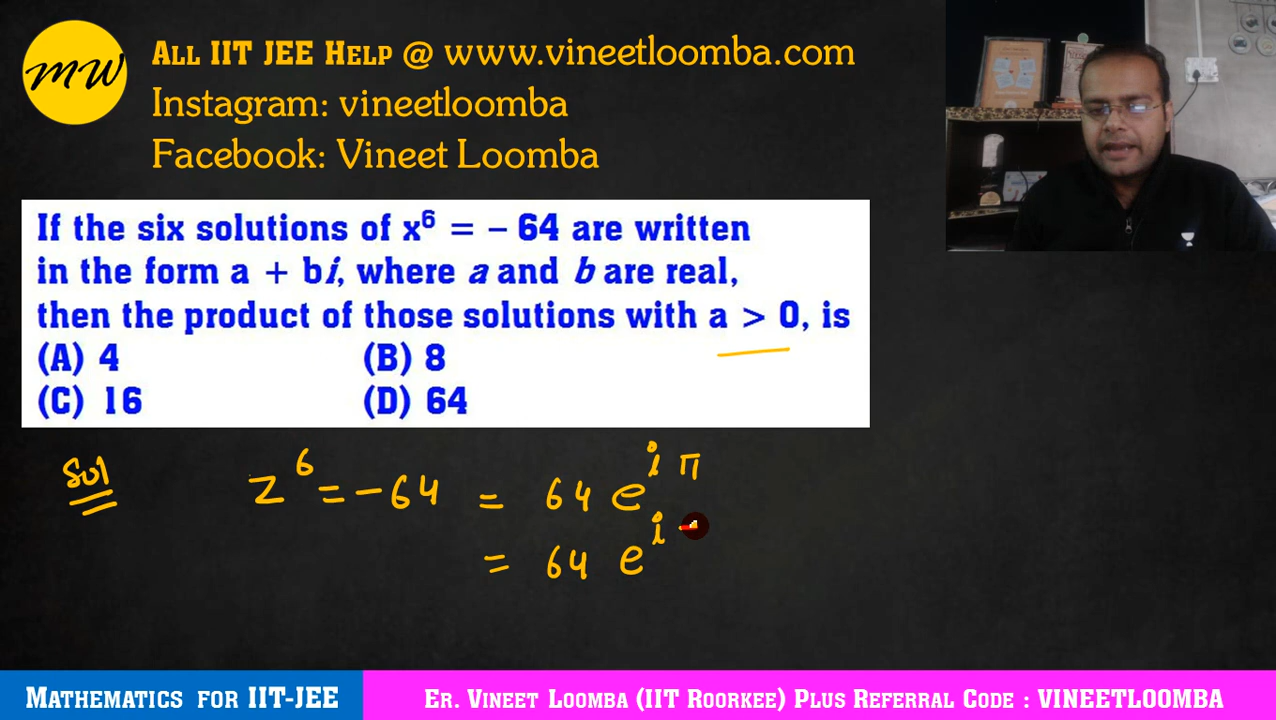 mw
ALL IIT JEE HELP @ www.vineetloomba.com
Instagram: vineetloomba
Facebook: Vineet Loomba
If the six solutions of x⁶ = – 64 are written
in the form a + bi, where a and b are real,
then the product of those solutions with a > 0, is
(A) 4 (B) 8
(C) 16 (D) 64
Sol z⁶ = -64 = 64 e^{iπ}
= 64 e^{i
MATHEMATICS FOR IIT-JEE ER. VINEET LOOMBA (IIT ROORKEE) PLUS REFERRAL CODE : VINEETLOOMBA